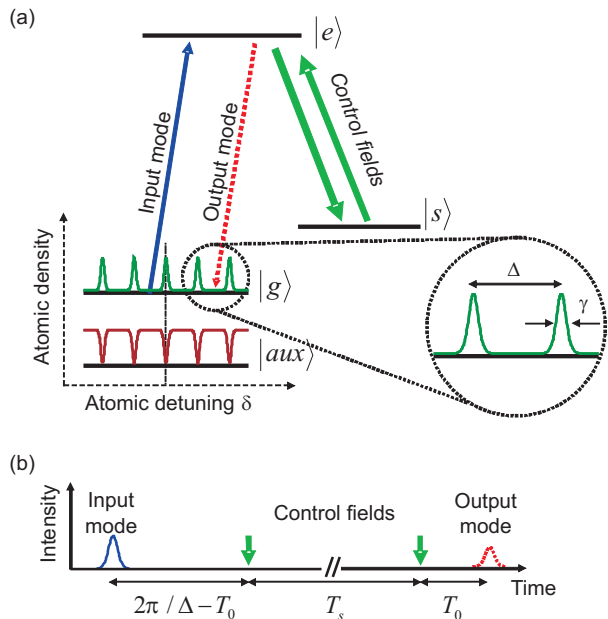 (a)
|e⟩
Input mode
Output mode
Control fields
|s⟩
Atomic density
|g⟩
|aux⟩
Atomic detuning δ
Δ
γ
(b)
Intensity
Input
mode
Control fields
Output
mode
Time
2π / Δ – T₀
Tₛ
T₀